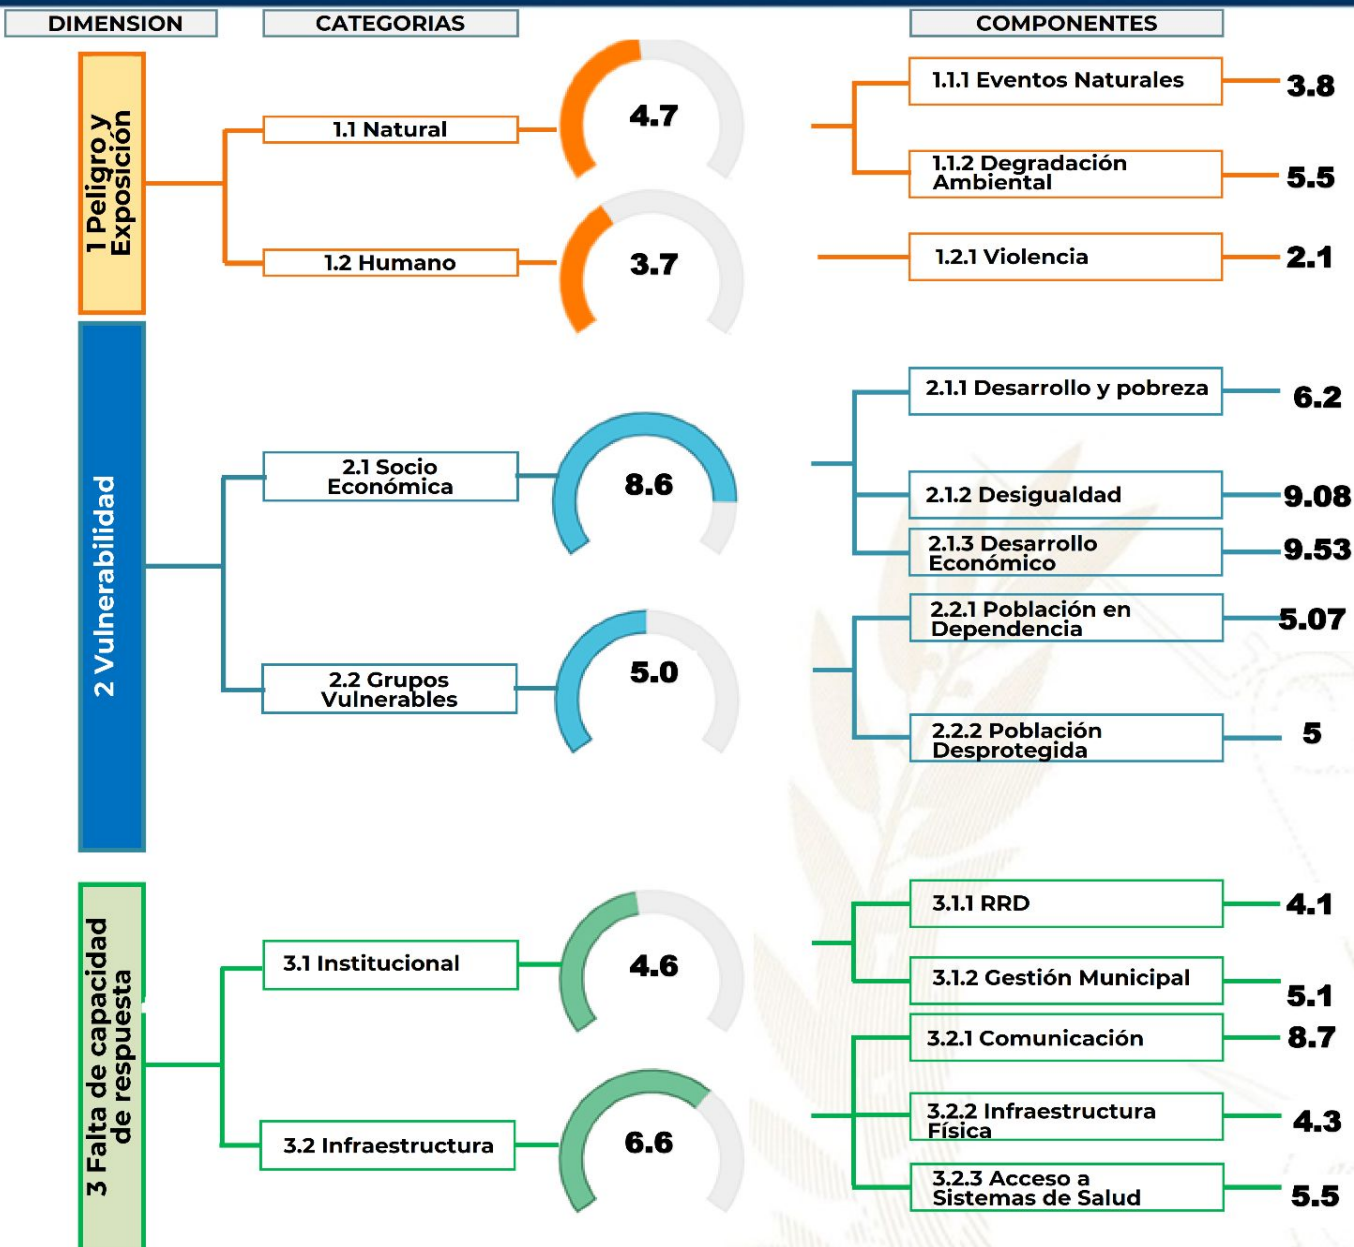 DIMENSION
CATEGORIAS
COMPONENTES
1 Peligro y
Exposición
1.1 Natural
4.7
1.1.1 Eventos Naturales
3.8
1.1.2 Degradación
Ambiental
5.5
1.2 Humano
3.7
1.2.1 Violencia
2.1
2 Vulnerabilidad
2.1 Socio
Económica
8.6
2.1.1 Desarrollo y pobreza
6.2
2.1.2 Desigualdad
9.08
2.1.3 Desarrollo
Económico
9.53
2.2 Grupos
Vulnerables
5.0
2.2.1 Población en
Dependencia
5.07
2.2.2 Población
Desprotegida
5
3 Falta de capacidad
de respuesta
3.1 Institucional
4.6
3.1.1 RRD
4.1
3.1.2 Gestión Municipal
5.1
3.2 Infraestructura
6.6
3.2.1 Comunicación
8.7
3.2.2 Infraestructura
Física
4.3
3.2.3 Acceso a
Sistemas de Salud
5.5